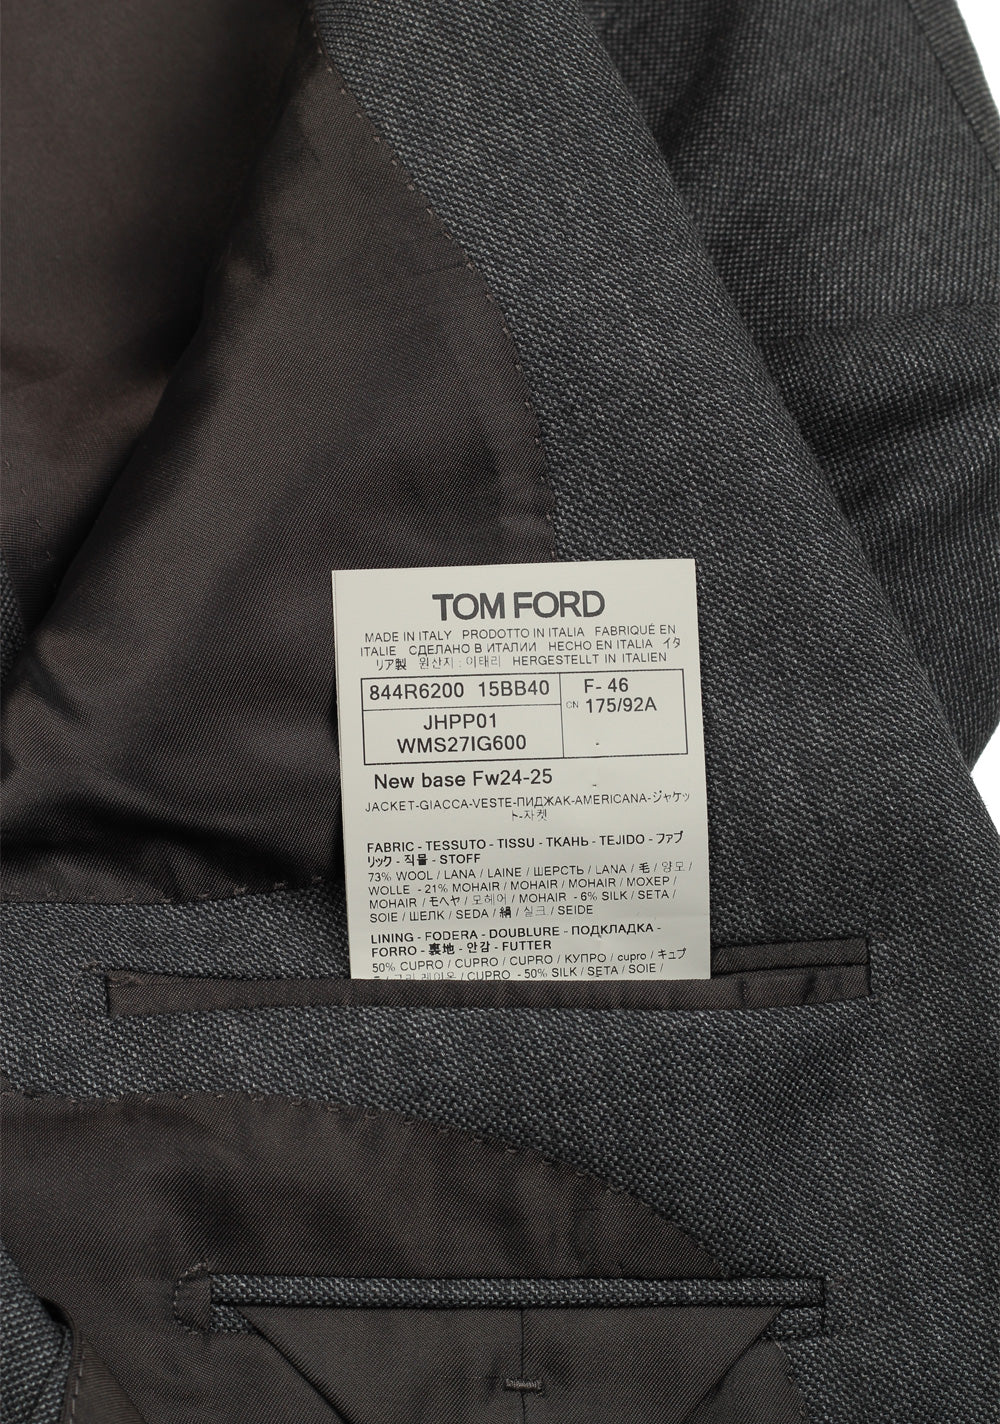 TOM FORD
MADE IN ITALY PRODOTTO IN ITALIA FABRIQUÉ EN
ITALIE СДЕЛАНО В ИТАЛИИ HECHO EN ITALIA イタ
リア製 원산지 : 이태리 HERGESTELLT IN ITALIEN
844R6200 15BB40
F- 46
CN 175/92A
JHPP01
WMS27IG600
-
New base Fw24-25
JACKET-GIACCA-VESTE-ПИДЖАК-AMERICANA-ジャケッ
ト-자켓
FABRIC - TESSUTO - TISSU - ТКАНЬ - TEJIDO - ファブ
リック - 직물 - STOFF
73% WOOL / LANA / LAINE / ШЕРСТЬ / LANA / 毛 / 양모 /
WOLLE - 21% MOHAIR / MOHAIR / MOHAIR / МОХЕР /
MOHAIR / モヘヤ / 모헤어 / MOHAIR - 6% SILK / SETA /
SOIE / ШЕЛК / SEDA / 絹 / 실크 / SEIDE
LINING - FODERA - DOUBLURE - ПОДКЛАДКА -
FORRO - 裏地 - 안감 - FUTTER
50% CUPRO / CUPRO / CUPRO / КУПРО / cupro / キュプ
/ CUPRO - 50% SILK / SETA / SOIE /